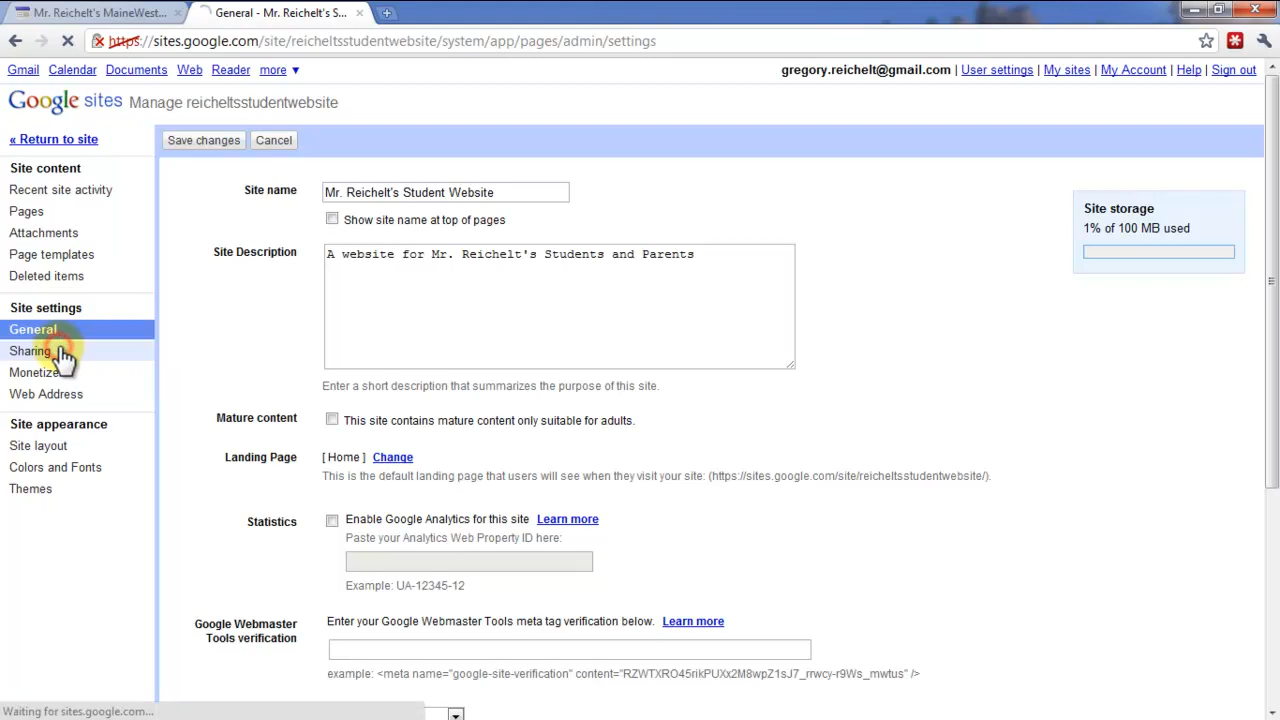 Mr. Reichelt's MaineWest...
General - Mr. Reichelt's S...
https://sites.google.com/site/reicheltsstudentwebsite/system/app/pages/admin/settings
Gmail Calendar Documents Web Reader more ▼
gregory.reichelt@gmail.com | User settings | My sites | My Account | Help | Sign out
Google sites Manage reicheltsstudentwebsite
« Return to site
Save changes Cancel
Site content
Recent site activity
Pages
Attachments
Page templates
Deleted items
Site settings
General
Sharing
Monetize
Web Address
Site appearance
Site layout
Colors and Fonts
Themes
Site name
Mr. Reichelt's Student Website
Show site name at top of pages
Site Description
A website for Mr. Reichelt's Students and Parents
Enter a short description that summarizes the purpose of this site.
Mature content
This site contains mature content only suitable for adults.
Landing Page
[ Home ] Change
This is the default landing page that users will see when they visit your site: (https://sites.google.com/site/reicheltsstudentwebsite/).
Statistics
Enable Google Analytics for this site Learn more
Paste your Analytics Web Property ID here:
Example: UA-12345-12
Google Webmaster
Tools verification
Enter your Google Webmaster Tools meta tag verification below. Learn more
example: <meta name="google-site-verification" content="RZWTXRO45rikPUXx2M8wpZ1sJ7_rrwcy-r9Ws_mwtus" />
Site storage
1% of 100 MB used
Waiting for sites.google.com...